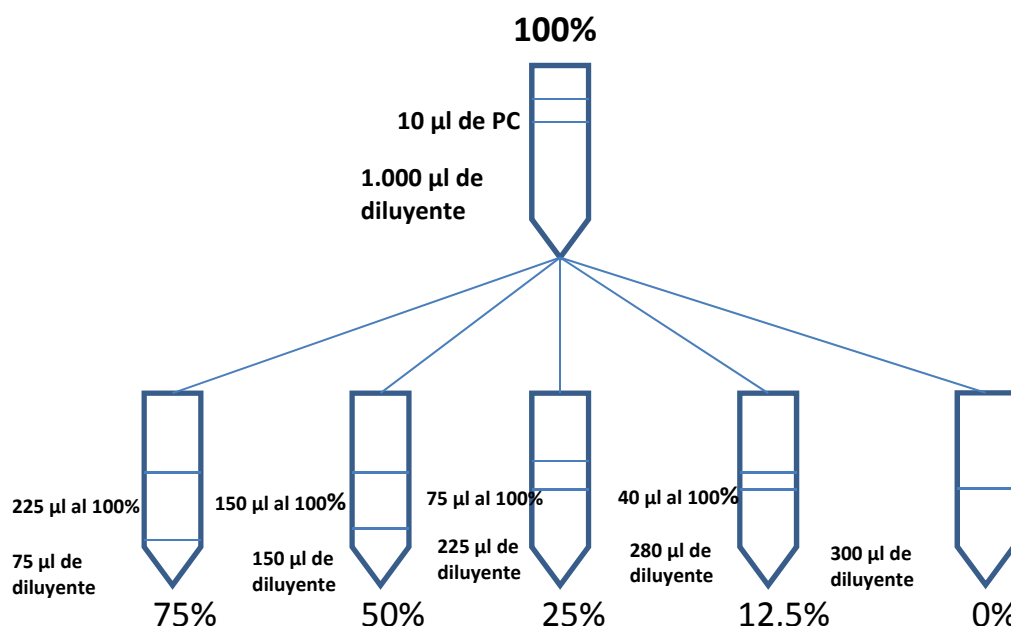 100%
10 µl de PC
1.000 µl de
diluyente
225 µl al 100%
75 µl de
diluyente
150 µl al 100%
150 µl de
diluyente
75 µl al 100%
225 µl de
diluyente
40 µl al 100%
280 µl de
diluyente
300 µl de
diluyente
75%
50%
25%
12,5%
0%